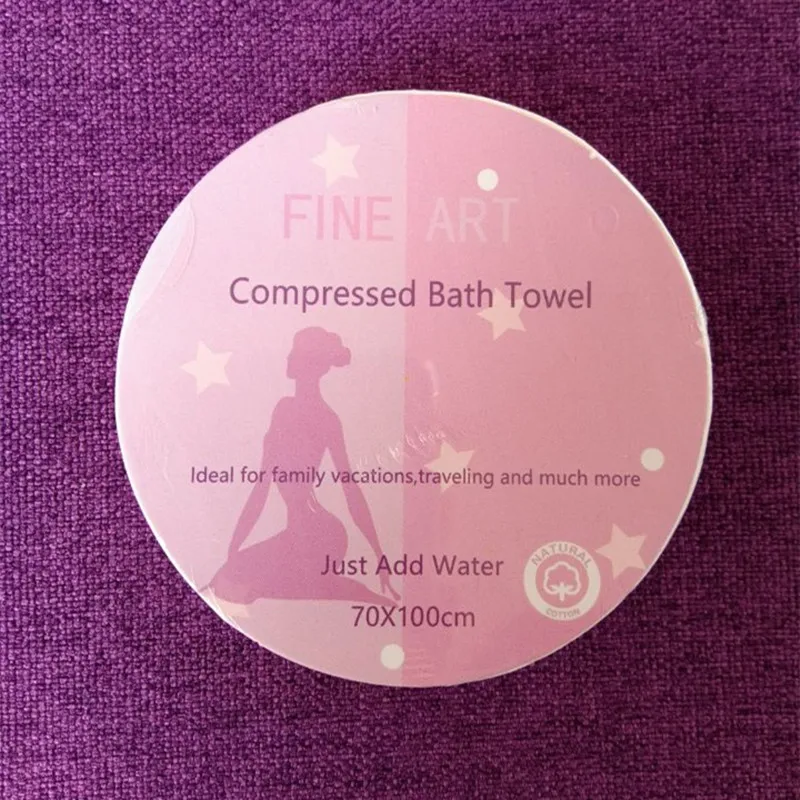 FINE ART
Compressed Bath Towel
Ideal for family vacations,traveling and much more
Just Add Water
NATURAL
COTTON
70X100cm